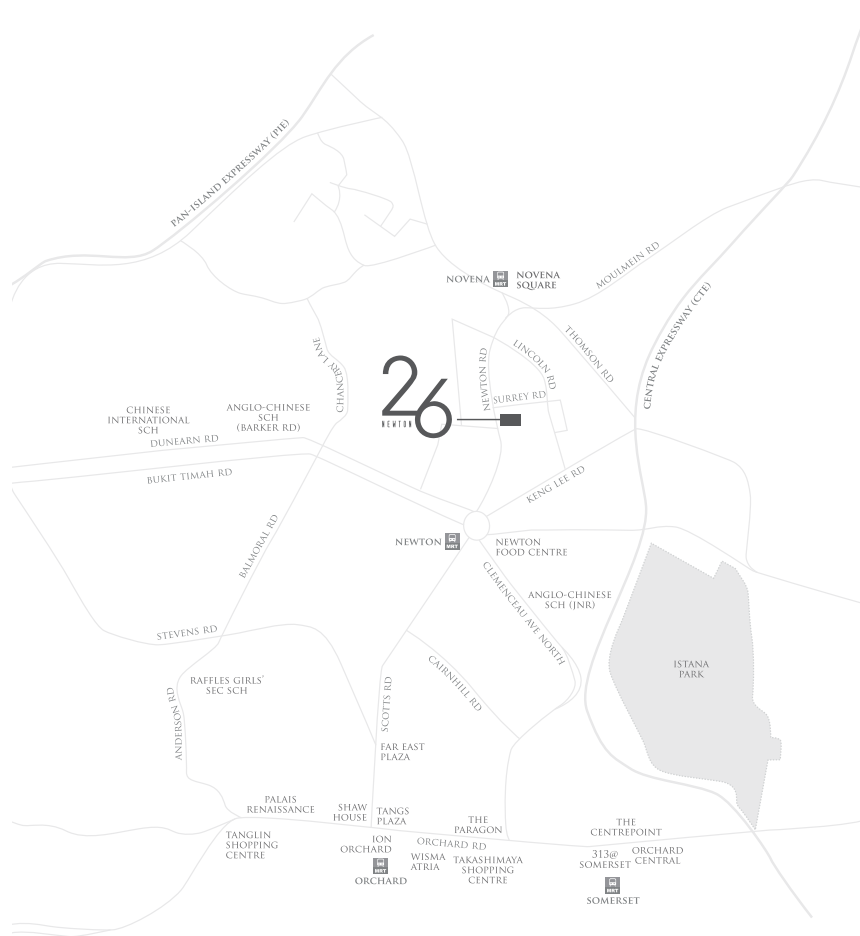 PAN-ISLAND EXPRESSWAY (PIE)
NOVENA
MRT
NOVENA
SQUARE
MOULMEIN RD
CENTRAL EXPRESSWAY (CTE)
THOMSON RD
LINCOLN RD
NEWTON RD
SURREY RD
CHANCERY LANE
26
NEWTON
CHINESE
INTERNATIONAL
SCH
ANGLO-CHINESE
SCH
(BARKER RD)
DUNEARN RD
BUKIT TIMAH RD
KENG LEE RD
BALMORAL RD
NEWTON
MRT
NEWTON
FOOD CENTRE
CLEMENCEAU AVE NORTH
ANGLO-CHINESE
SCH (JNR)
STEVENS RD
ISTANA
PARK
RAFFLES GIRLS'
SEC SCH
ANDERSON RD
SCOTTS RD
CAIRNHILL RD
FAR EAST
PLAZA
PALAIS
RENAISSANCE
SHAW
HOUSE
TANGS
PLAZA
THE
PARAGON
THE
CENTREPOINT
TANGLIN
SHOPPING
CENTRE
ION
ORCHARD
MRT
ORCHARD
ORCHARD RD
WISMA
ATRIA
TAKASHIMAYA
SHOPPING
CENTRE
313@
SOMERSET
ORCHARD
CENTRAL
MRT
SOMERSET